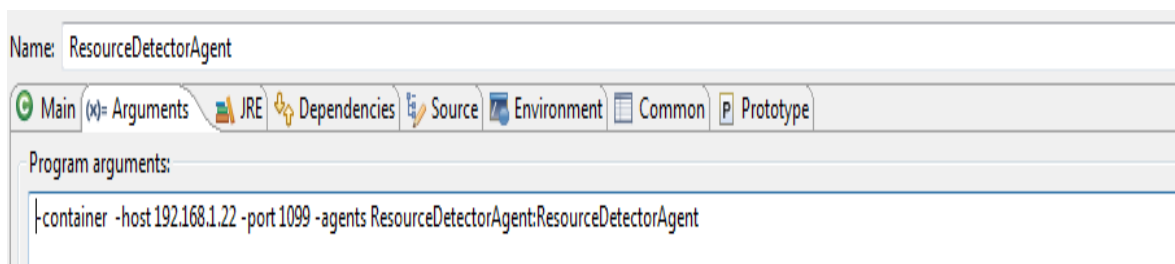 Name: ResourceDetectorAgent
Main (x)= Arguments JRE Dependencies Source Environment Common P Prototype
Program arguments:
-container -host 192.168.1.22 -port 1099 -agents ResourceDetectorAgent:ResourceDetectorAgent